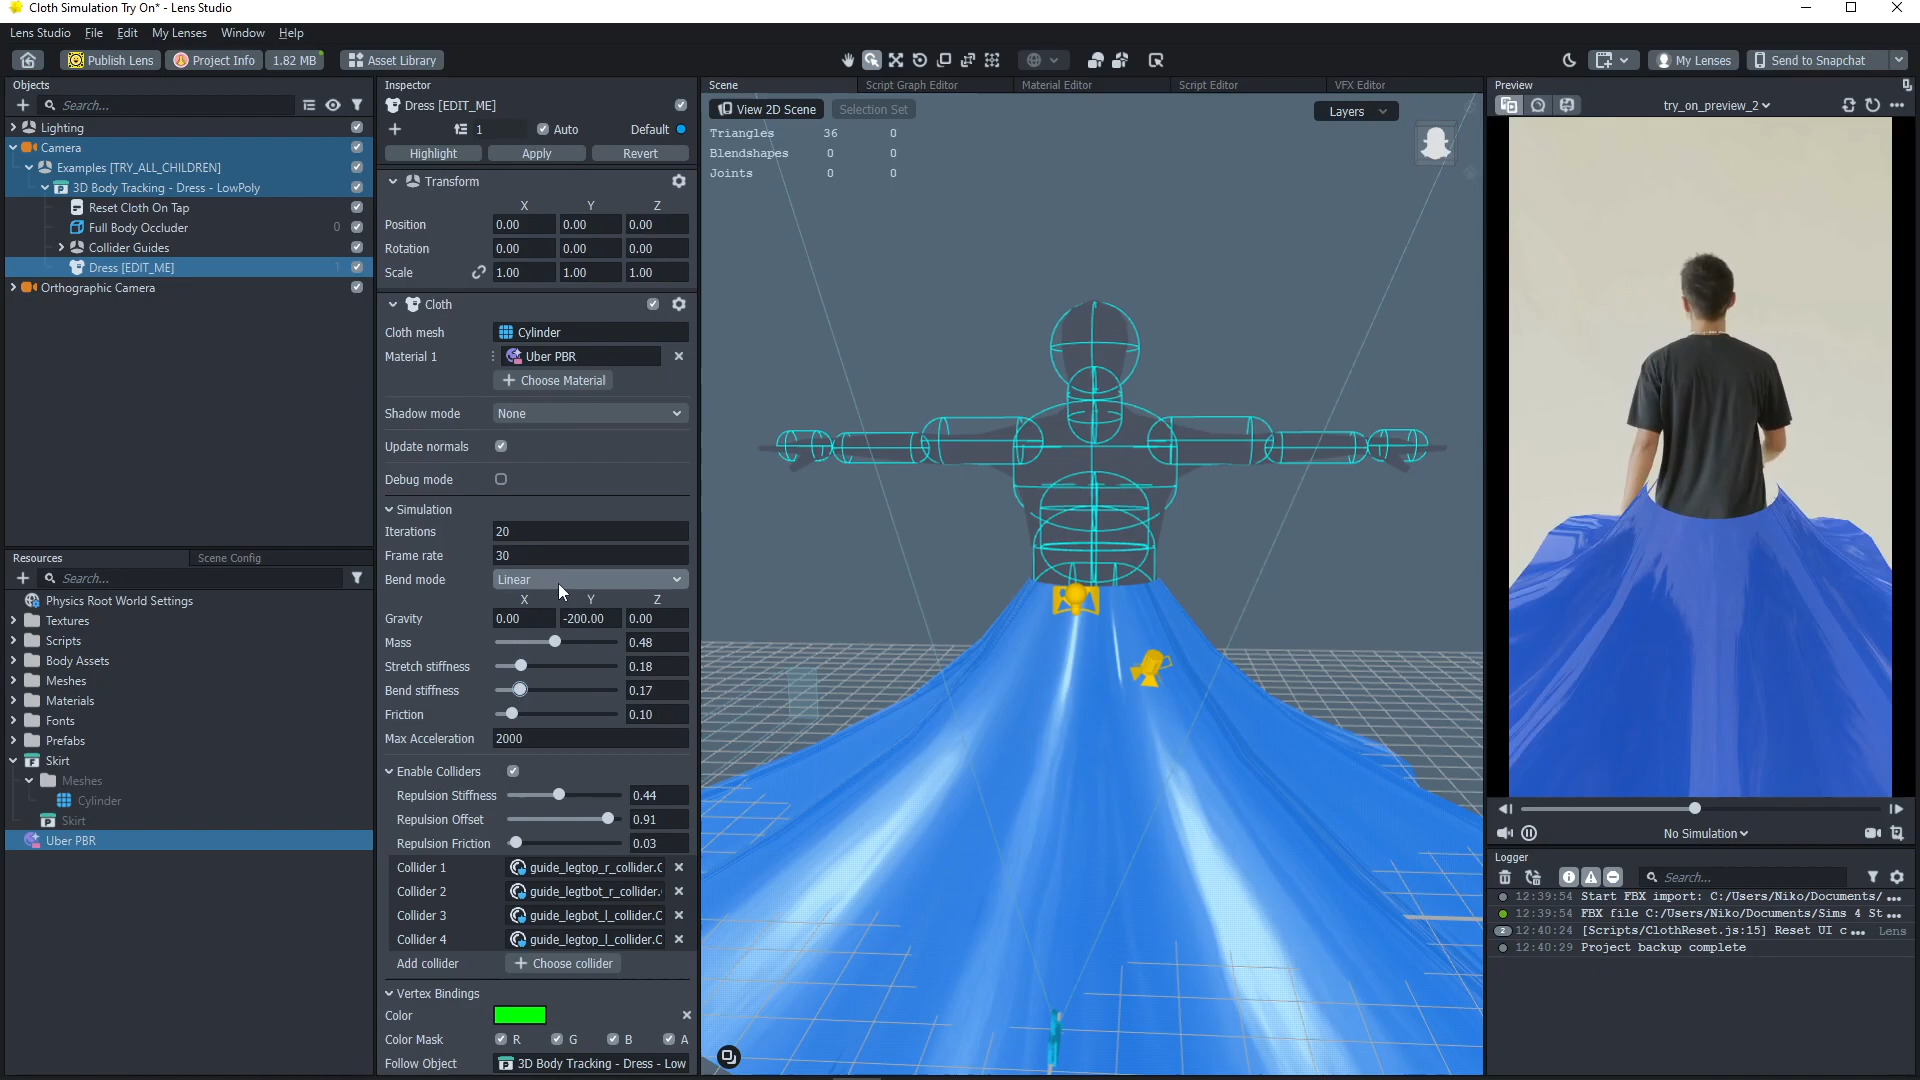 Cloth Simulation Try On* - Lens Studio
Lens Studio File Edit My Lenses Window Help
Publish Lens Project Info 1.82 MB Asset Library My Lenses Send to Snapchat
Objects
Search...
Lighting
Camera
Examples [TRY_ALL_CHILDREN]
3D Body Tracking - Dress - LowPoly
Reset Cloth On Tap
Full Body Occluder 0
Collider Guides
Dress [EDIT_ME] 1
Orthographic Camera
Resources Scene Config
Search...
Physics Root World Settings
Textures
Scripts
Body Assets
Meshes
Materials
Fonts
Prefabs
Skirt
Meshes
Cylinder
Skirt
Uber PBR
Inspector
Dress [EDIT_ME]
1 Auto Default
Highlight Apply Revert
Transform
X Y Z
Position 0.00 0.00 0.00
Rotation 0.00 0.00 0.00
Scale 1.00 1.00 1.00
Cloth
Cloth mesh Cylinder
Material 1 Uber PBR
Choose Material
Shadow mode None
Update normals
Debug mode
Simulation
Iterations 20
Frame rate 30
Bend mode Linear
X Y Z
Gravity 0.00 -200.00 0.00
Mass 0.48
Stretch stiffness 0.18
Bend stiffness 0.17
Friction 0.10
Max Acceleration 2000
Enable Colliders
Repulsion Stiffness 0.44
Repulsion Offset 0.91
Repulsion Friction 0.03
Collider 1 guide_legtop_r_collider.C
Collider 2 guide_legtbot_r_collider.
Collider 3 guide_legbot_l_collider.C
Collider 4 guide_legtop_l_collider.C
Add collider Choose collider
Vertex Bindings
Color
Color Mask R G B A
Follow Object 3D Body Tracking - Dress - Low
Scene Script Graph Editor Material Editor Script Editor VFX Editor
View 2D Scene Selection Set Layers
Triangles 36 0
Blendshapes 0 0
Joints 0 0
Preview
try_on_preview_2
No Simulation
Logger
Search...
12:39:54 Start FBX import: C:/Users/Niko/Documents/ ...
12:39:54 FBX file C:/Users/Niko/Documents/Sims 4 St ...
2 12:40:24 [Scripts/ClothReset.js:15] Reset UI c... Lens
12:40:29 Project backup complete